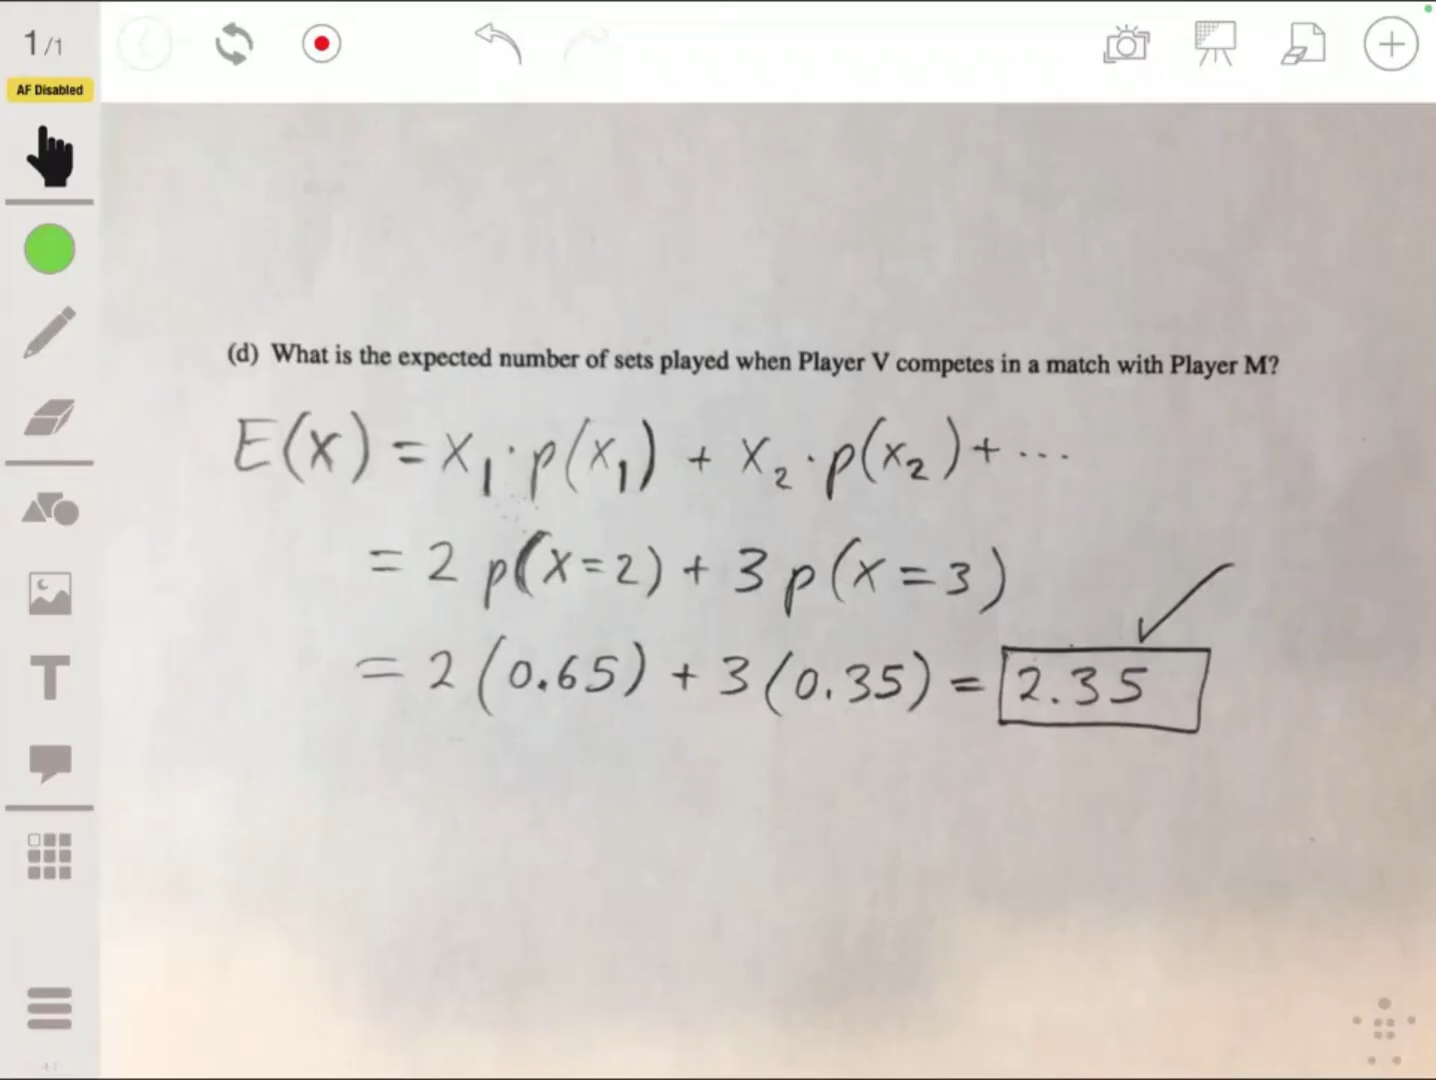 1/1
AF Disabled
(d) What is the expected number of sets played when Player V competes in a match with Player M?
E(x) = x₁·p(x₁) + x₂·p(x₂) + ...
= 2 p(x=2) + 3 p(x=3)
= 2 (0.65) + 3 (0.35) = 2.35
T